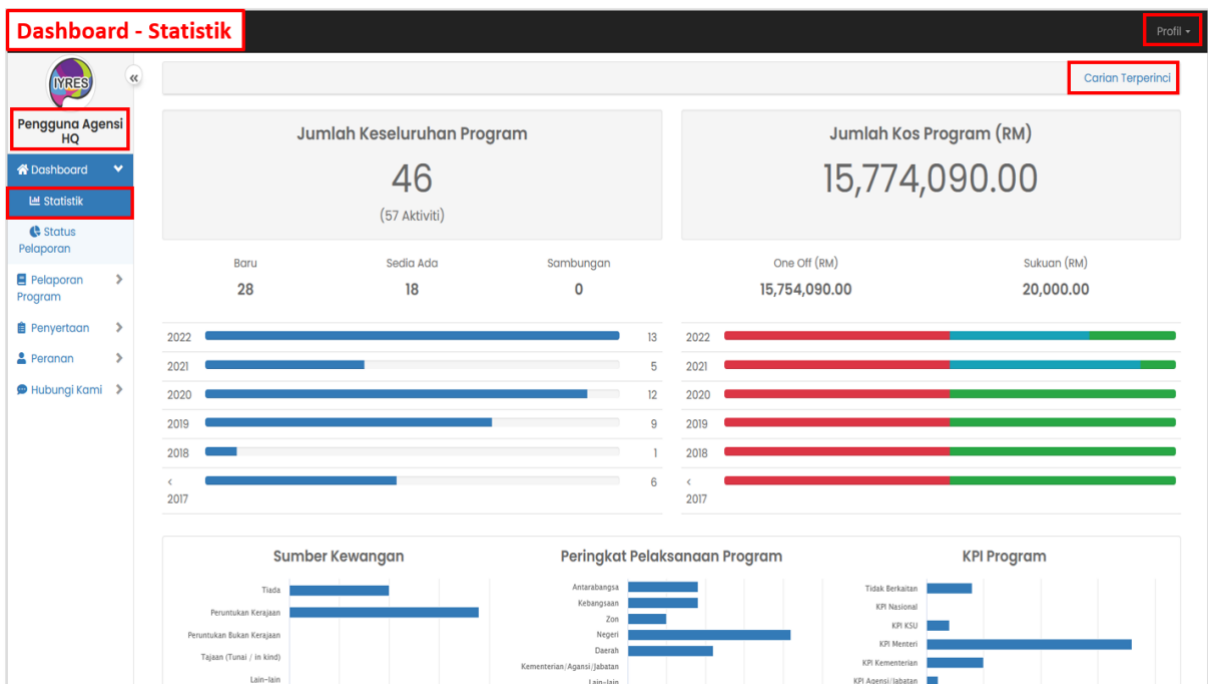 Dashboard - Statistik
Profil
IYRES
«
Carian Terperinci
Pengguna Agensi
HQ
Dashboard
Statistik
Status
Pelaporan
Pelaporan
Program
Penyertaan
Peranan
Hubungi Kami
Jumlah Keseluruhan Program
46
(57 Aktiviti)
Baru Sedia Ada Sambungan
28 18 0
2022 13
2021 5
2020 12
2019 9
2018 1
< 6
2017
Jumlah Kos Program (RM)
15,774,090.00
One Off (RM) Sukuan (RM)
15,754,090.00 20,000.00
2022
2021
2020
2019
2018
<
2017
Sumber Kewangan
Tiada
Peruntukan Kerajaan
Peruntukan Bukan Kerajaan
Tajaan (Tunai / in kind)
Lain-lain
Peringkat Pelaksanaan Program
Antarabangsa
Kebangsaan
Zon
Negeri
Daerah
Kementerian/Agansi/Jabatan
Lain-lain
KPI Program
Tidak Berkaitan
KPI Nasional
KPI KSU
KPI Menteri
KPI Kementerian
KPI Agensi/Jabatan